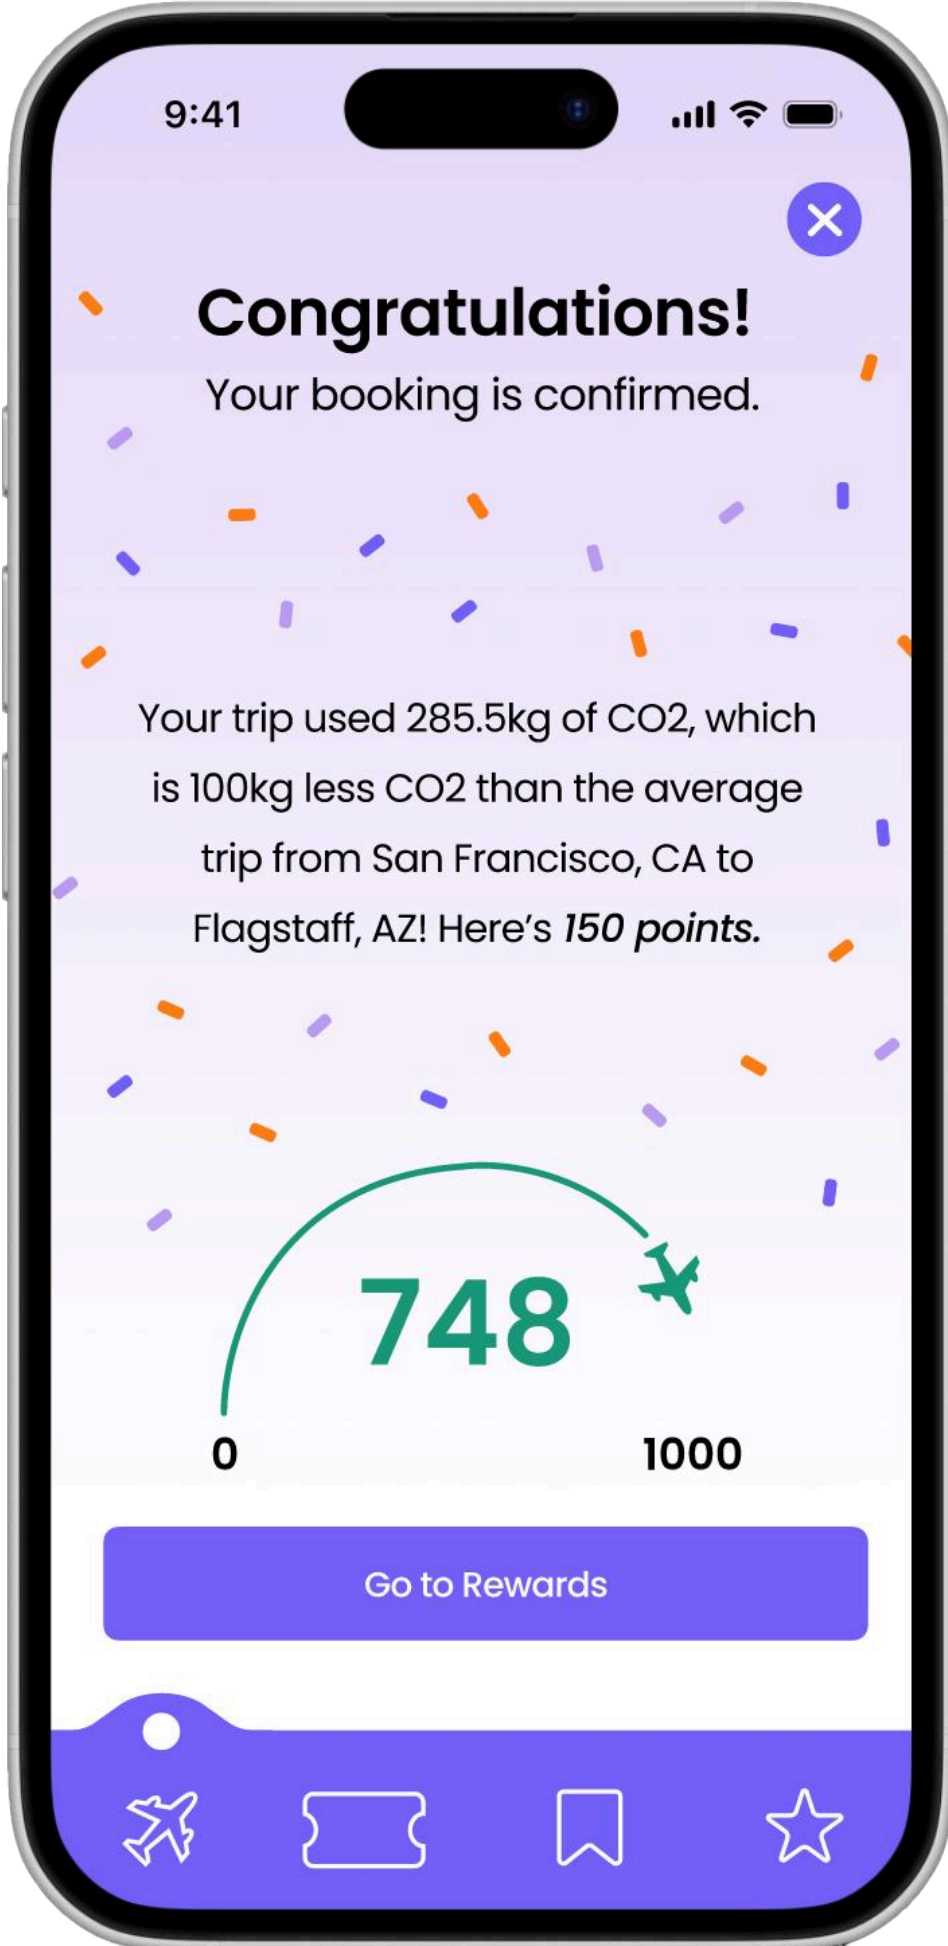 9:41
Congratulations!
Your booking is confirmed.
Your trip used 285.5kg of CO2, which
is 100kg less CO2 than the average
trip from San Francisco, CA to
Flagstaff, AZ! Here’s 150 points.
748
0
1000
Go to Rewards